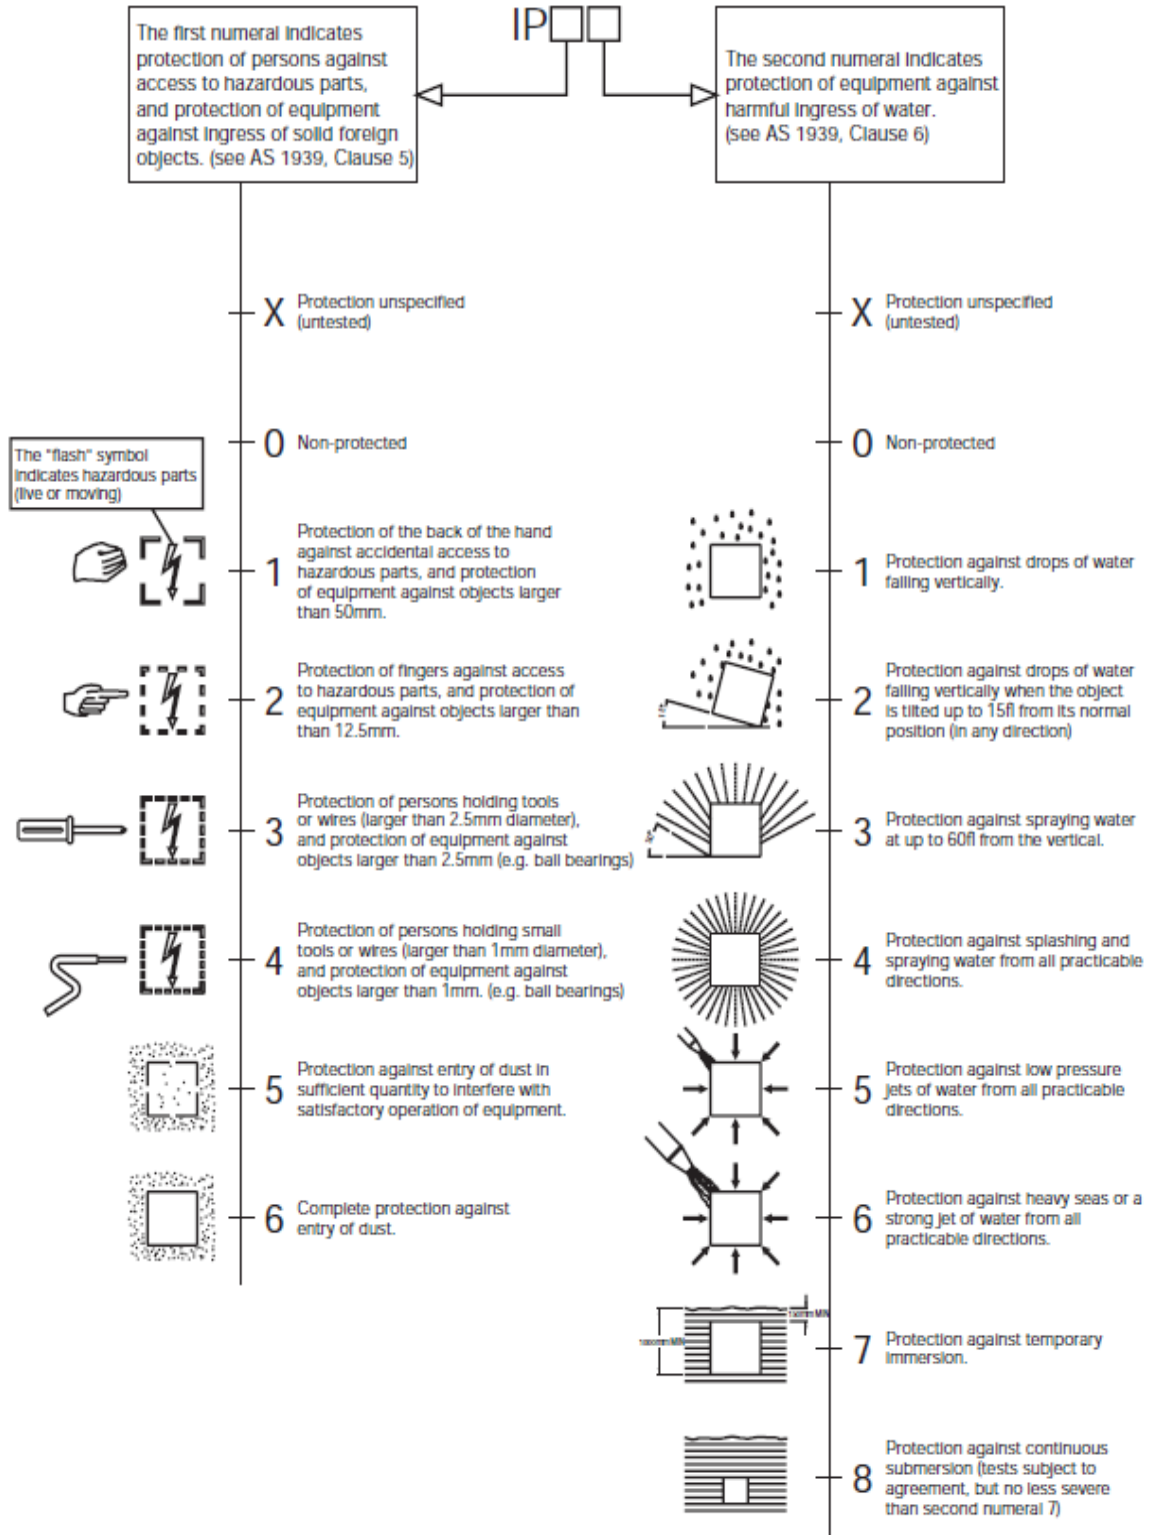 IP
The first numeral indicates
protection of persons against
access to hazardous parts,
and protection of equipment
against ingress of solid foreign
objects. (see AS 1939, Clause 5)
The second numeral indicates
protection of equipment against
harmful ingress of water.
(see AS 1939, Clause 6)
X Protection unspecified
(untested)
0 Non-protected
The "flash" symbol
indicates hazardous parts
(live or moving)
1 Protection of the back of the hand
against accidental access to
hazardous parts, and protection
of equipment against objects larger
than 50mm.
2 Protection of fingers against access
to hazardous parts, and protection of
equipment against objects larger than
than 12.5mm.
3 Protection of persons holding tools
or wires (larger than 2.5mm diameter),
and protection of equipment against
objects larger than 2.5mm (e.g. ball bearings)
4 Protection of persons holding small
tools or wires (larger than 1mm diameter),
and protection of equipment against
objects larger than 1mm. (e.g. ball bearings)
5 Protection against entry of dust in
sufficient quantity to interfere with
satisfactory operation of equipment.
6 Complete protection against
entry of dust.
X Protection unspecified
(untested)
0 Non-protected
1 Protection against drops of water
falling vertically.
2 Protection against drops of water
falling vertically when the object
is tilted up to 15fl from its normal
position (in any direction)
3 Protection against spraying water
at up to 60fl from the vertical.
4 Protection against splashing and
spraying water from all practicable
directions.
5 Protection against low pressure
jets of water from all practicable
directions.
6 Protection against heavy seas or a
strong jet of water from all
practicable directions.
150mm MIN
1000mm MIN
7 Protection against temporary
immersion.
8 Protection against continuous
submersion (tests subject to
agreement, but no less severe
than second numeral 7)